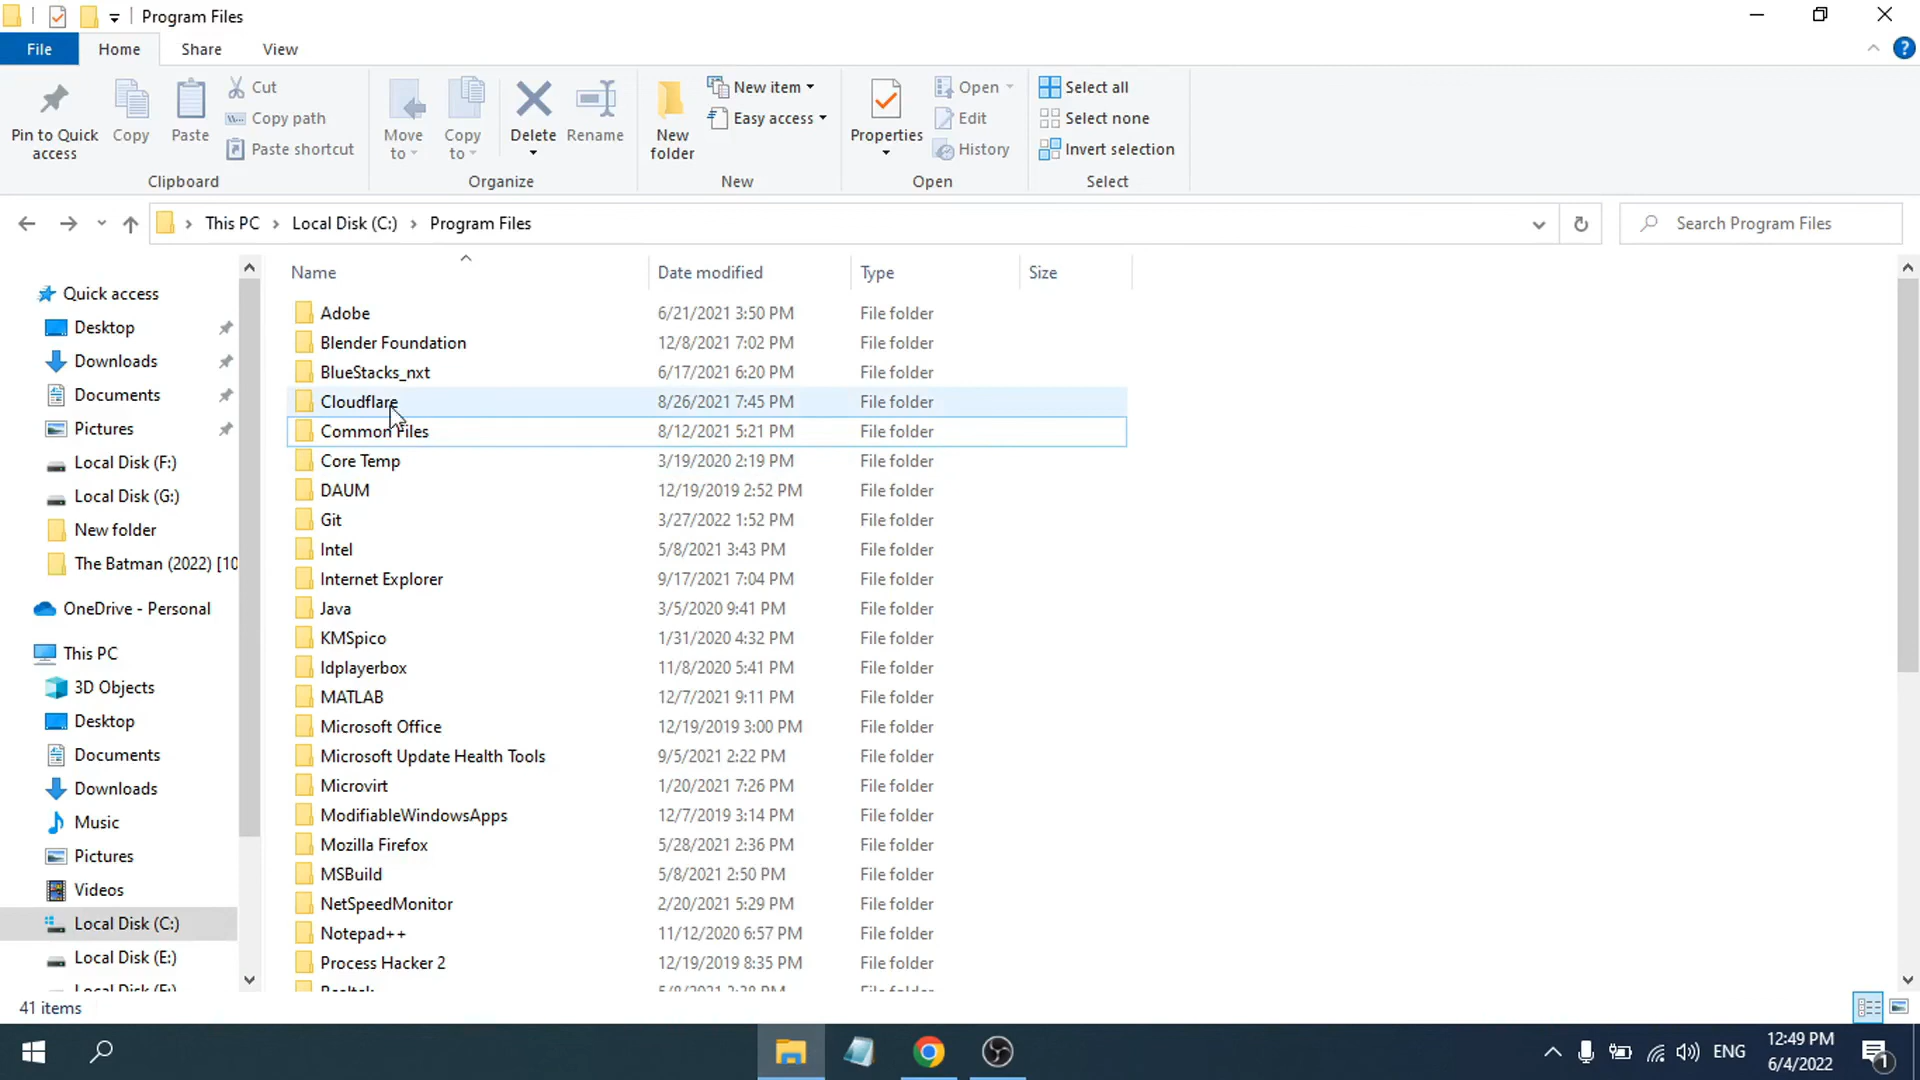 Program Files
File Home Share View
Pin to Quick access
Copy
Paste
Cut
Copy path
Paste shortcut
Clipboard
Move to
Copy to
Delete
Rename
Organize
New folder
New item
Easy access
New
Properties
Open
Edit
History
Open
Select all
Select none
Invert selection
Select
This PC Local Disk (C:) Program Files
Search Program Files
Name Date modified Type Size
Quick access
Desktop
Downloads
Documents
Pictures
Local Disk (F:)
Local Disk (G:)
New folder
The Batman (2022) [10
OneDrive - Personal
This PC
3D Objects
Desktop
Documents
Downloads
Music
Pictures
Videos
Local Disk (C:)
Local Disk (E:)
Adobe 6/21/2021 3:50 PM File folder
Blender Foundation 12/8/2021 7:02 PM File folder
BlueStacks_nxt 6/17/2021 6:20 PM File folder
Cloudflare 8/26/2021 7:45 PM File folder
Common Files 8/12/2021 5:21 PM File folder
Core Temp 3/19/2020 2:19 PM File folder
DAUM 12/19/2019 2:52 PM File folder
Git 3/27/2022 1:52 PM File folder
Intel 5/8/2021 3:43 PM File folder
Internet Explorer 9/17/2021 7:04 PM File folder
Java 3/5/2020 9:41 PM File folder
KMSpico 1/31/2020 4:32 PM File folder
ldplayerbox 11/8/2020 5:41 PM File folder
MATLAB 12/7/2021 9:11 PM File folder
Microsoft Office 12/19/2019 3:00 PM File folder
Microsoft Update Health Tools 9/5/2021 2:22 PM File folder
Microvirt 1/20/2021 7:26 PM File folder
ModifiableWindowsApps 12/7/2019 3:14 PM File folder
Mozilla Firefox 5/28/2021 2:36 PM File folder
MSBuild 5/8/2021 2:50 PM File folder
NetSpeedMonitor 2/20/2021 5:29 PM File folder
Notepad++ 11/12/2020 6:57 PM File folder
Process Hacker 2 12/19/2019 8:35 PM File folder
41 items
ENG
12:49 PM
6/4/2022
1